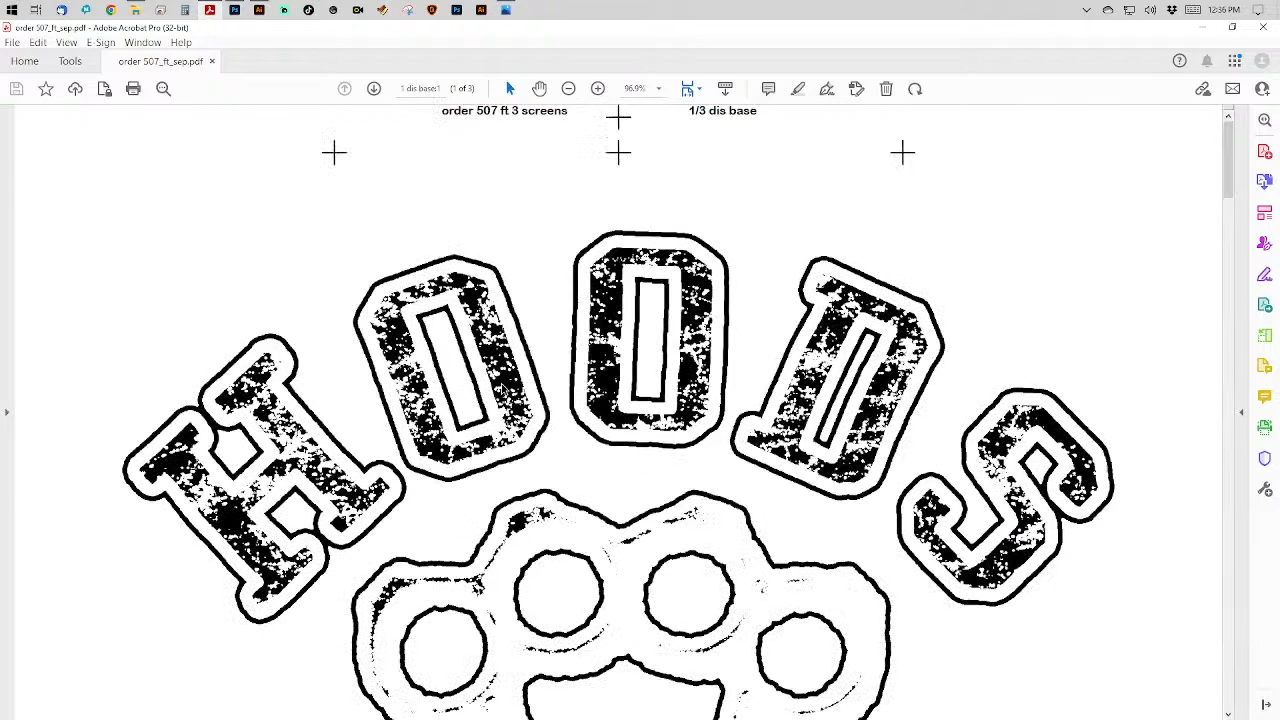 12:36 PM
order 507_ft_sep.pdf - Adobe Acrobat Pro (32-bit)
File Edit View E-Sign Window Help
Home Tools order 507_ft_sep.pdf ×
1 dis base:1 (1 of 3) 96.9%
order 507 ft 3 screens 1/3 dis base
HOODS